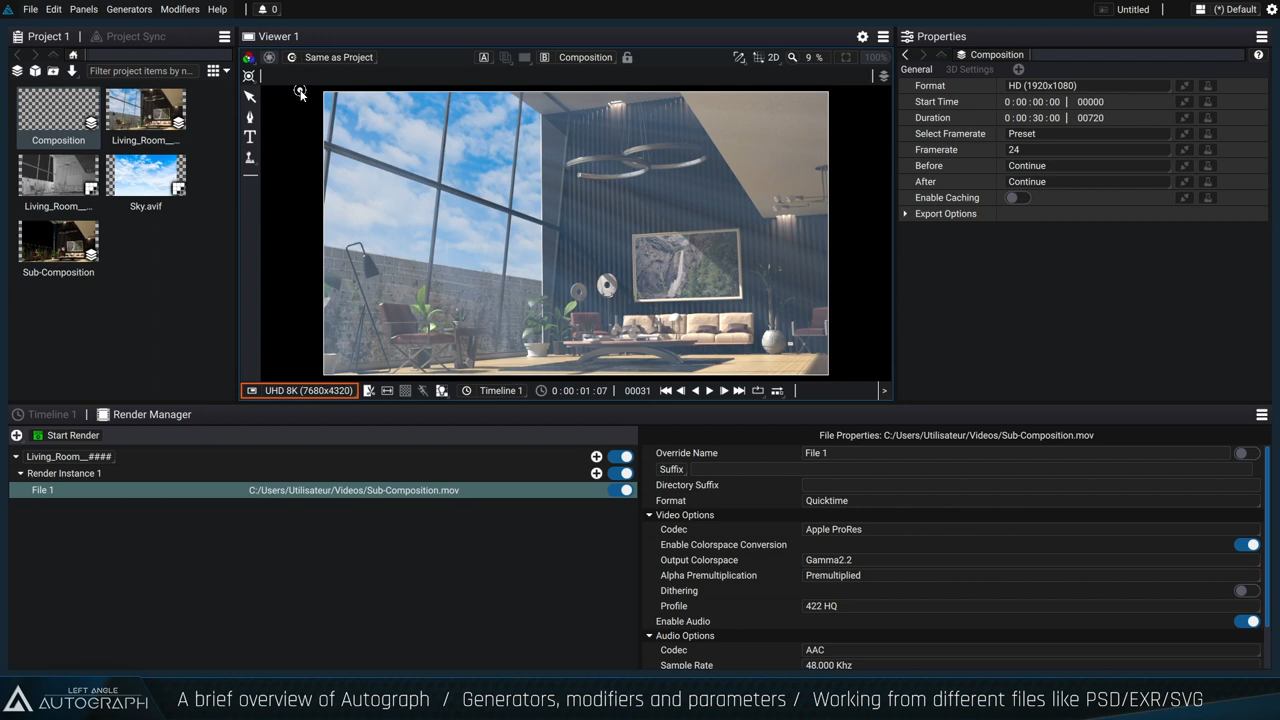 File Edit Panels Generators Modifiers Help 0 Untitled (*) Default
Project 1 Project Sync
Viewer 1
Properties
Same as Project A B Composition 2D 9 % 100%
Composition
Filter project items by n...
General 3D Settings
Composition
Living_Room__...
Living_Room__...
Sky.avif
Sub-Composition
Format HD (1920x1080)
Start Time 0 : 00 : 00 : 00 00000
Duration 0 : 00 : 30 : 00 00720
Select Framerate Preset
Framerate 24
Before Continue
After Continue
Enable Caching
Export Options
T
UHD 8K (7680x4320) Timeline 1 0 : 00 : 01 : 07 00031
Timeline 1 Render Manager
Start Render
Living_Room__####
Render Instance 1
File 1 C:/Users/Utilisateur/Videos/Sub-Composition.mov
File Properties: C:/Users/Utilisateur/Videos/Sub-Composition.mov
Override Name File 1
Suffix
Directory Suffix
Format Quicktime
Video Options
Codec Apple ProRes
Enable Colorspace Conversion
Output Colorspace Gamma2.2
Alpha Premultiplication Premultiplied
Dithering
Profile 422 HQ
Enable Audio
Audio Options
Codec AAC
Sample Rate 48.000 Khz
LEFT ANGLE
AUTOGRAPH
A brief overview of Autograph / Generators, modifiers and parameters / Working from different files like PSD/EXR/SVG